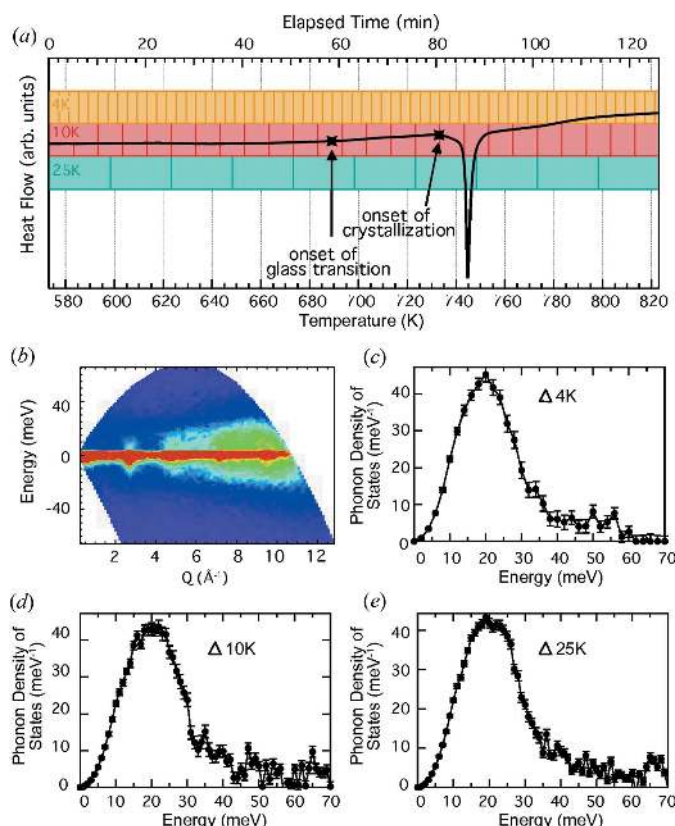 (a)
Elapsed Time (min)
0 20 40 60 80 100 120
Heat Flow (arb. units)
4K
10K
25K
onset of
glass transition
onset of
crystallization
580 600 620 640 660 680 700 720 740 760 780 800 820
Temperature (K)
(b)
Energy (meV)
40
0
-40
2 4 6 8 10 12
Q (Å⁻¹)
(c)
Phonon Density of
States (meV⁻¹)
40
30
20
10
0
Δ 4K
0 10 20 30 40 50 60 70
Energy (meV)
(d)
Phonon Density of
States (meV⁻¹)
40
30
20
10
0
Δ 10K
0 10 20 30 40 50 60 70
Energy (meV)
(e)
Phonon Density of
States (meV⁻¹)
40
30
20
10
0
Δ 25K
0 10 20 30 40 50 60 70
Energy (meV)